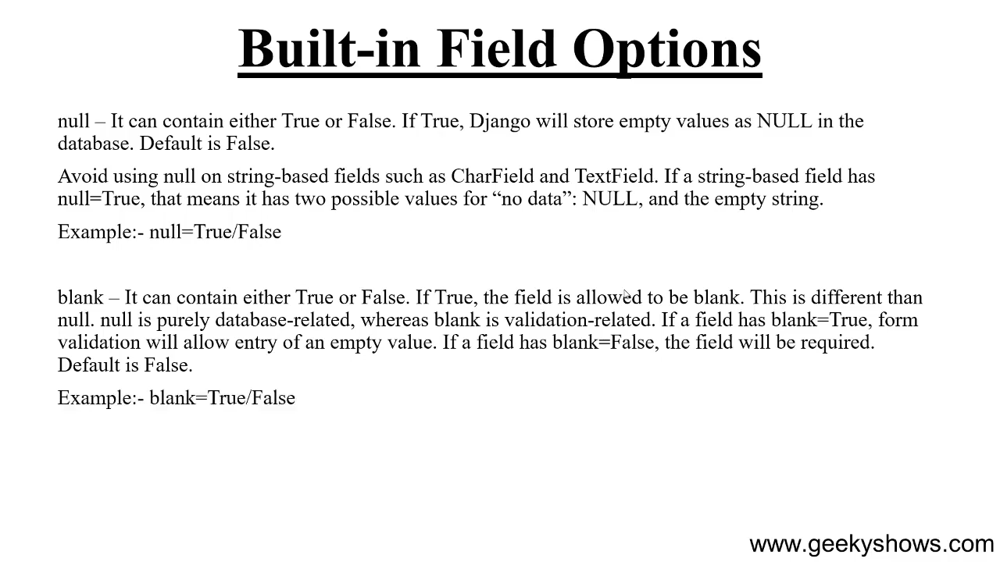 Built-in Field Options
null – It can contain either True or False. If True, Django will store empty values as NULL in the
database. Default is False.
Avoid using null on string-based fields such as CharField and TextField. If a string-based field has
null=True, that means it has two possible values for “no data”: NULL, and the empty string.
Example:- null=True/False
blank – It can contain either True or False. If True, the field is allowed to be blank. This is different than
null. null is purely database-related, whereas blank is validation-related. If a field has blank=True, form
validation will allow entry of an empty value. If a field has blank=False, the field will be required.
Default is False.
Example:- blank=True/False
www.geekyshows.com